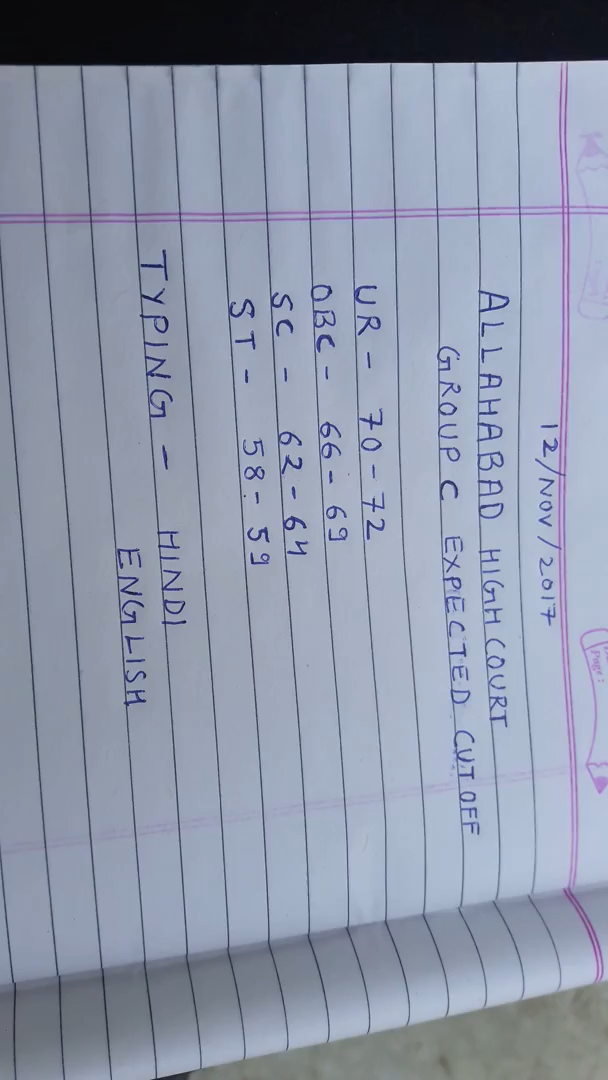 Page:
12/NOV/2017
ALLAHABAD HIGH COURT
GROUP C EXPECTED CUT OFF
UR - 70-72
OBC - 66-69
SC - 62-64
ST - 58-59
TYPING - HINDI
ENGLISH